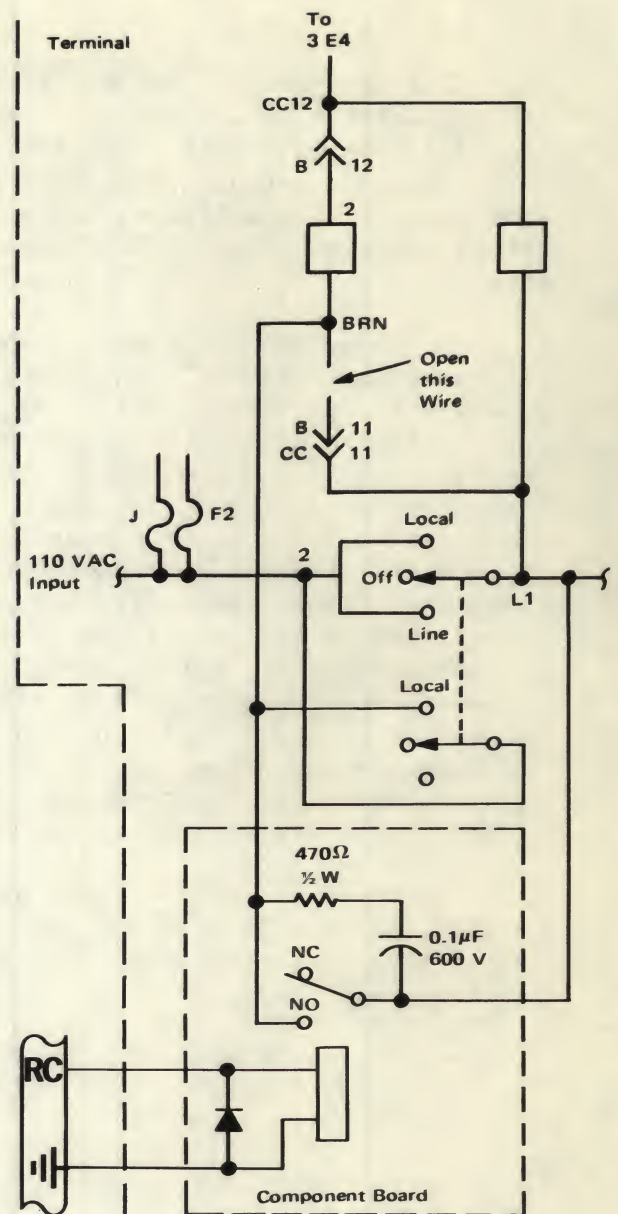 Terminal
To
3 E4
CC12
B 12
2
BRN
Open
this
Wire
B 11
CC 11
J F2
110 VAC
Input
2
Local
Off
L1
Line
Local
470Ω
½ W
0.1μF
600 V
NC
NO
RC
Component Board